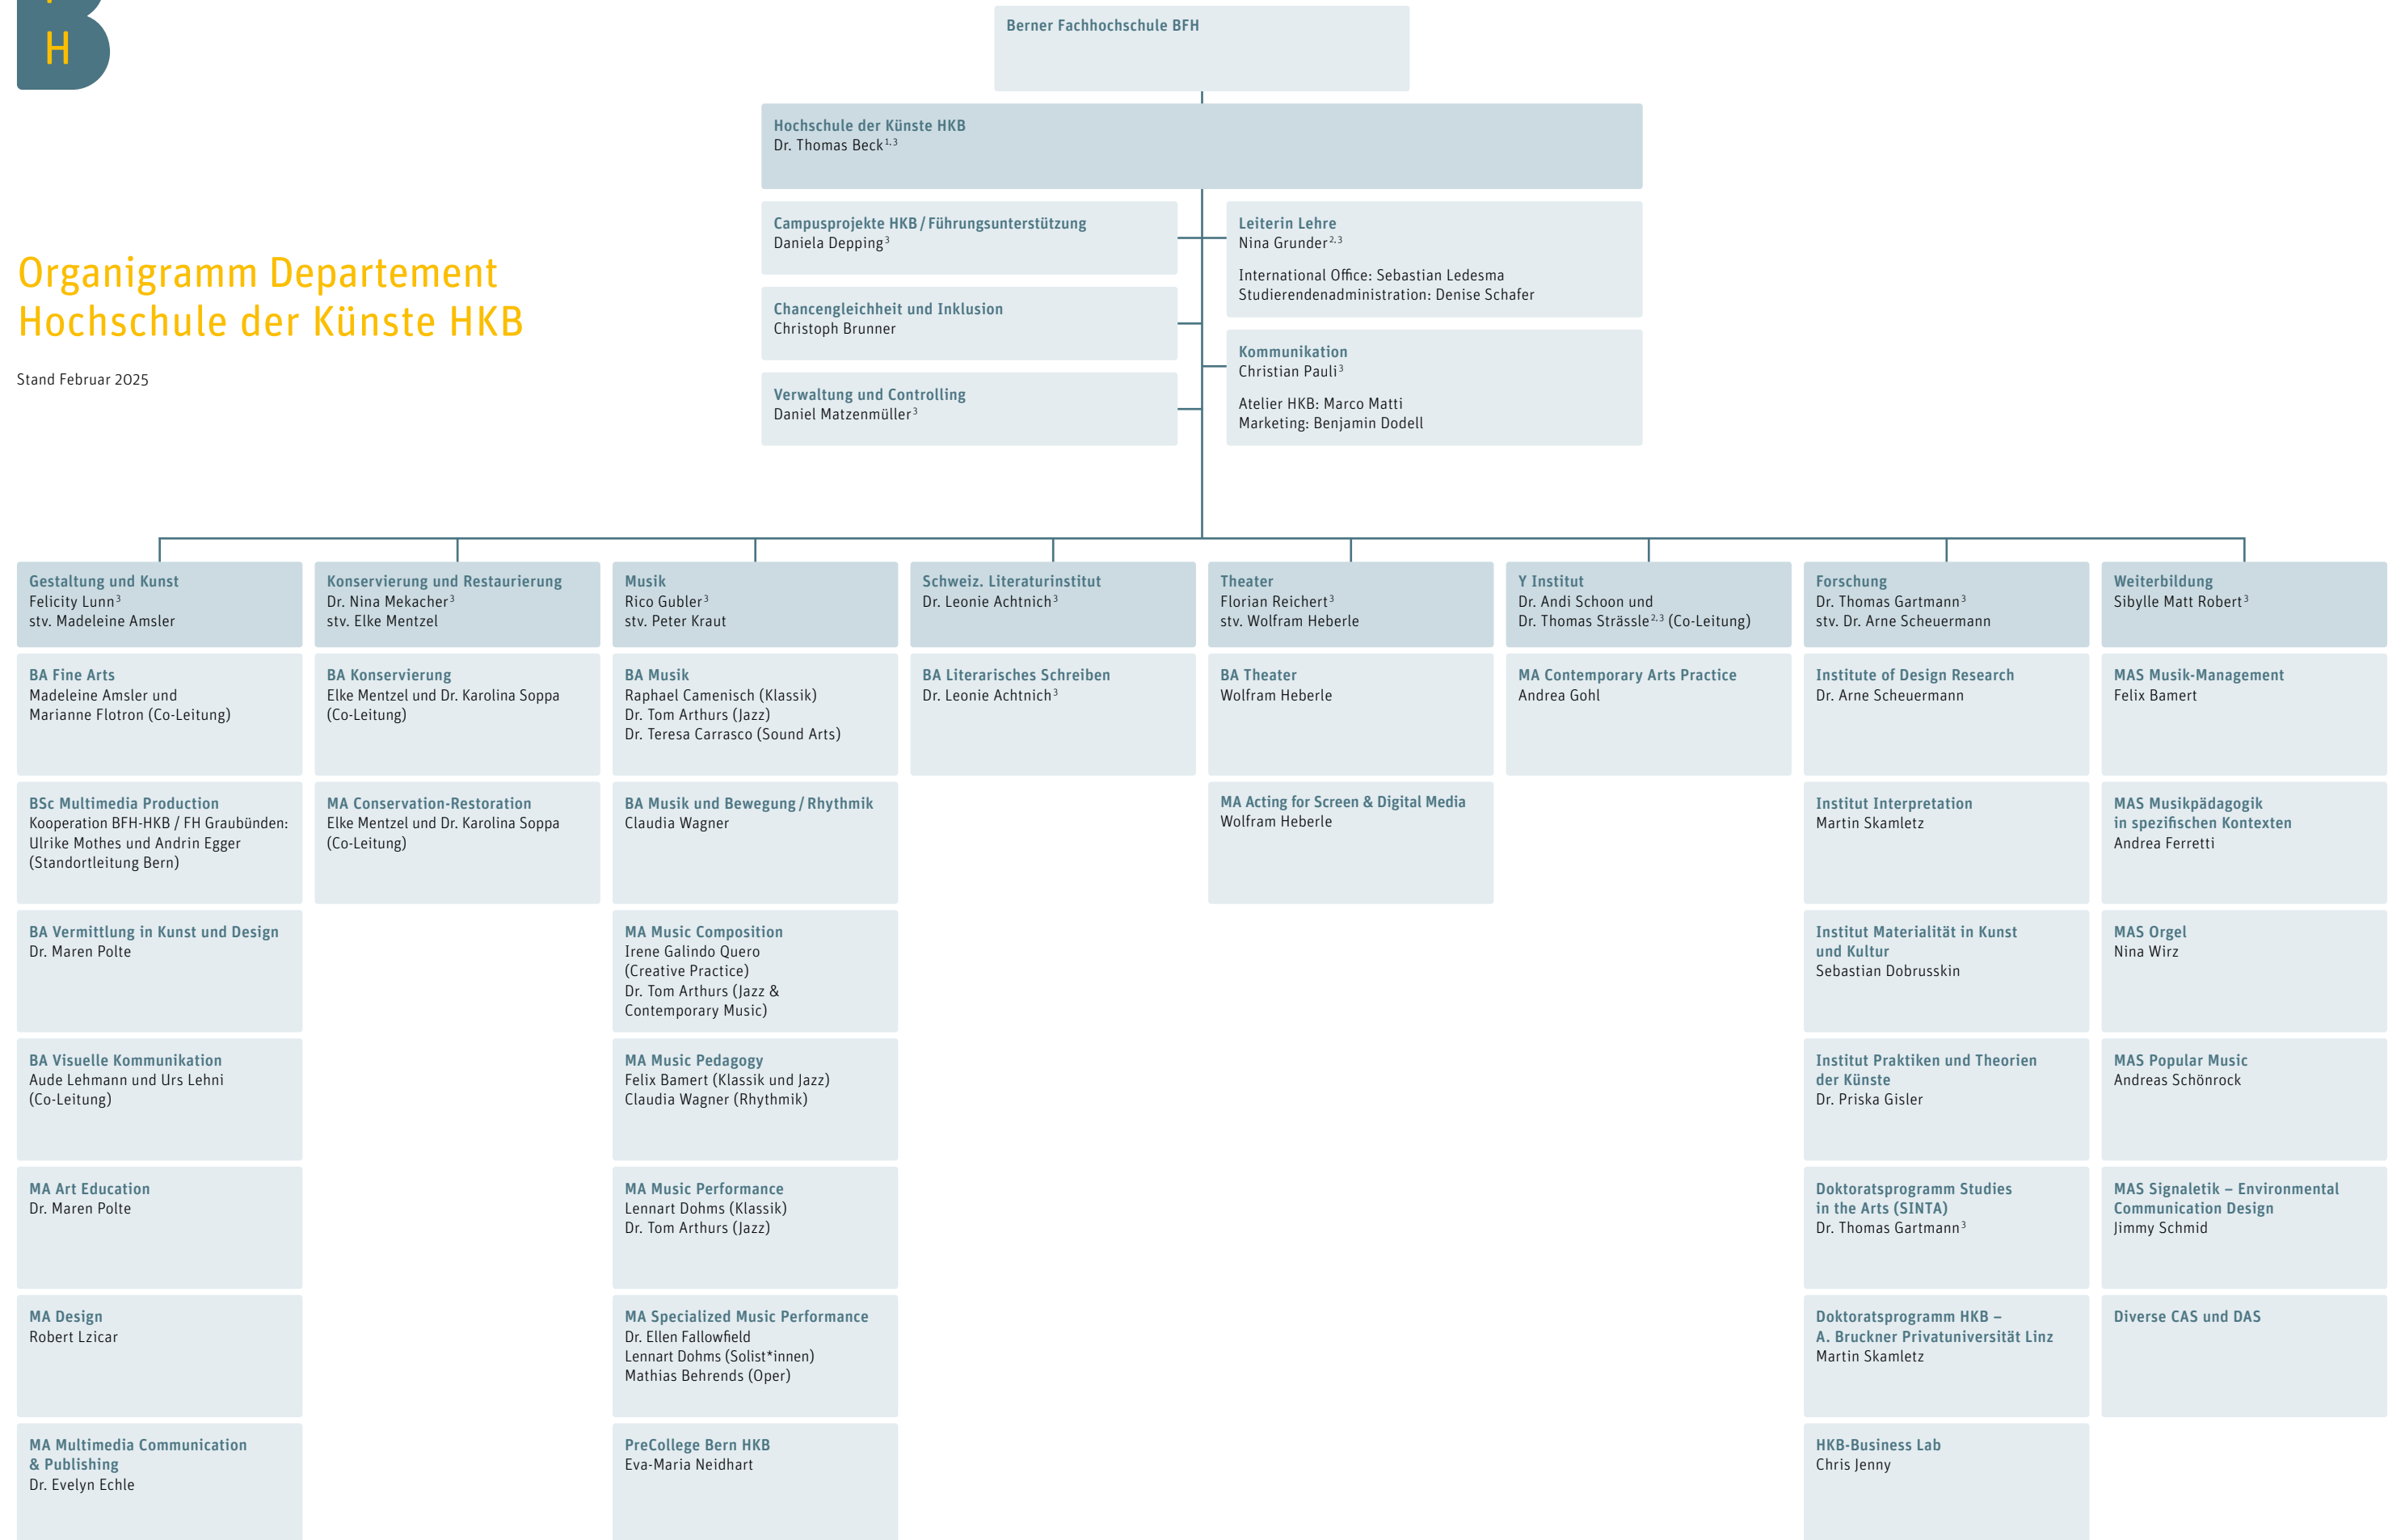 H
Berner Fachhochschule BFH
Hochschule der Künste HKB
Dr. Thomas Beck1,3
Organigramm Departement
Hochschule der Künste HKB
Stand Februar 2025
Campusprojekte HKB / Führungsunterstützung
Daniela Depping3
Chancengleichheit und Inklusion
Christoph Brunner
Verwaltung und Controlling
Daniel Matzenmüller3
Leiterin Lehre
Nina Grunder2,3
International Office: Sebastian Ledesma
Studierendenadministration: Denise Schafer
Kommunikation
Christian Pauli3
Atelier HKB: Marco Matti
Marketing: Benjamin Dodell
Gestaltung und Kunst
Felicity Lunn3
stv. Madeleine Amsler
BA Fine Arts
Madeleine Amsler und
Marianne Flotron (Co-Leitung)
BSc Multimedia Production
Kooperation BFH-HKB / FH Graubünden:
Ulrike Mothes und Andrin Egger
(Standortleitung Bern)
BA Vermittlung in Kunst und Design
Dr. Maren Polte
BA Visuelle Kommunikation
Aude Lehmann und Urs Lehni
(Co-Leitung)
MA Art Education
Dr. Maren Polte
MA Design
Robert Lzicar
MA Multimedia Communication
& Publishing
Dr. Evelyn Echle
Konservierung und Restaurierung
Dr. Nina Mekacher3
stv. Elke Mentzel
BA Konservierung
Elke Mentzel und Dr. Karolina Soppa
(Co-Leitung)
MA Conservation-Restoration
Elke Mentzel und Dr. Karolina Soppa
(Co-Leitung)
Musik
Rico Gubler3
stv. Peter Kraut
BA Musik
Raphael Camenisch (Klassik)
Dr. Tom Arthurs (Jazz)
Dr. Teresa Carrasco (Sound Arts)
BA Musik und Bewegung / Rhythmik
Claudia Wagner
MA Music Composition
Irene Galindo Quero
(Creative Practice)
Dr. Tom Arthurs (Jazz &
Contemporary Music)
MA Music Pedagogy
Felix Bamert (Klassik und Jazz)
Claudia Wagner (Rhythmik)
MA Music Performance
Lennart Dohms (Klassik)
Dr. Tom Arthurs (Jazz)
MA Specialized Music Performance
Dr. Ellen Fallowfield
Lennart Dohms (Solist*innen)
Mathias Behrends (Oper)
PreCollege Bern HKB
Eva-Maria Neidhart
Schweiz. Literaturinstitut
Dr. Leonie Achtnich3
BA Literarisches Schreiben
Dr. Leonie Achtnich3
Theater
Florian Reichert3
stv. Wolfram Heberle
BA Theater
Wolfram Heberle
MA Acting for Screen & Digital Media
Wolfram Heberle
Y Institut
Dr. Andi Schoon und
Dr. Thomas Strässle2,3 (Co-Leitung)
MA Contemporary Arts Practice
Andrea Gohl
Forschung
Dr. Thomas Gartmann3
stv. Dr. Arne Scheuermann
Institute of Design Research
Dr. Arne Scheuermann
Institut Interpretation
Martin Skamletz
Institut Materialität in Kunst
und Kultur
Sebastian Dobrusskin
Institut Praktiken und Theorien
der Künste
Dr. Priska Gisler
Doktoratsprogramm Studies
in the Arts (SINTA)
Dr. Thomas Gartmann3
Doktoratsprogramm HKB –
A. Bruckner Privatuniversität Linz
Martin Skamletz
HKB-Business Lab
Chris Jenny
Weiterbildung
Sibylle Matt Robert3
MAS Musik-Management
Felix Bamert
MAS Musikpädagogik
in spezifischen Kontexten
Andrea Ferretti
MAS Orgel
Nina Wirz
MAS Popular Music
Andreas Schönrock
MAS Signaletik – Environmental
Communication Design
Jimmy Schmid
Diverse CAS und DAS